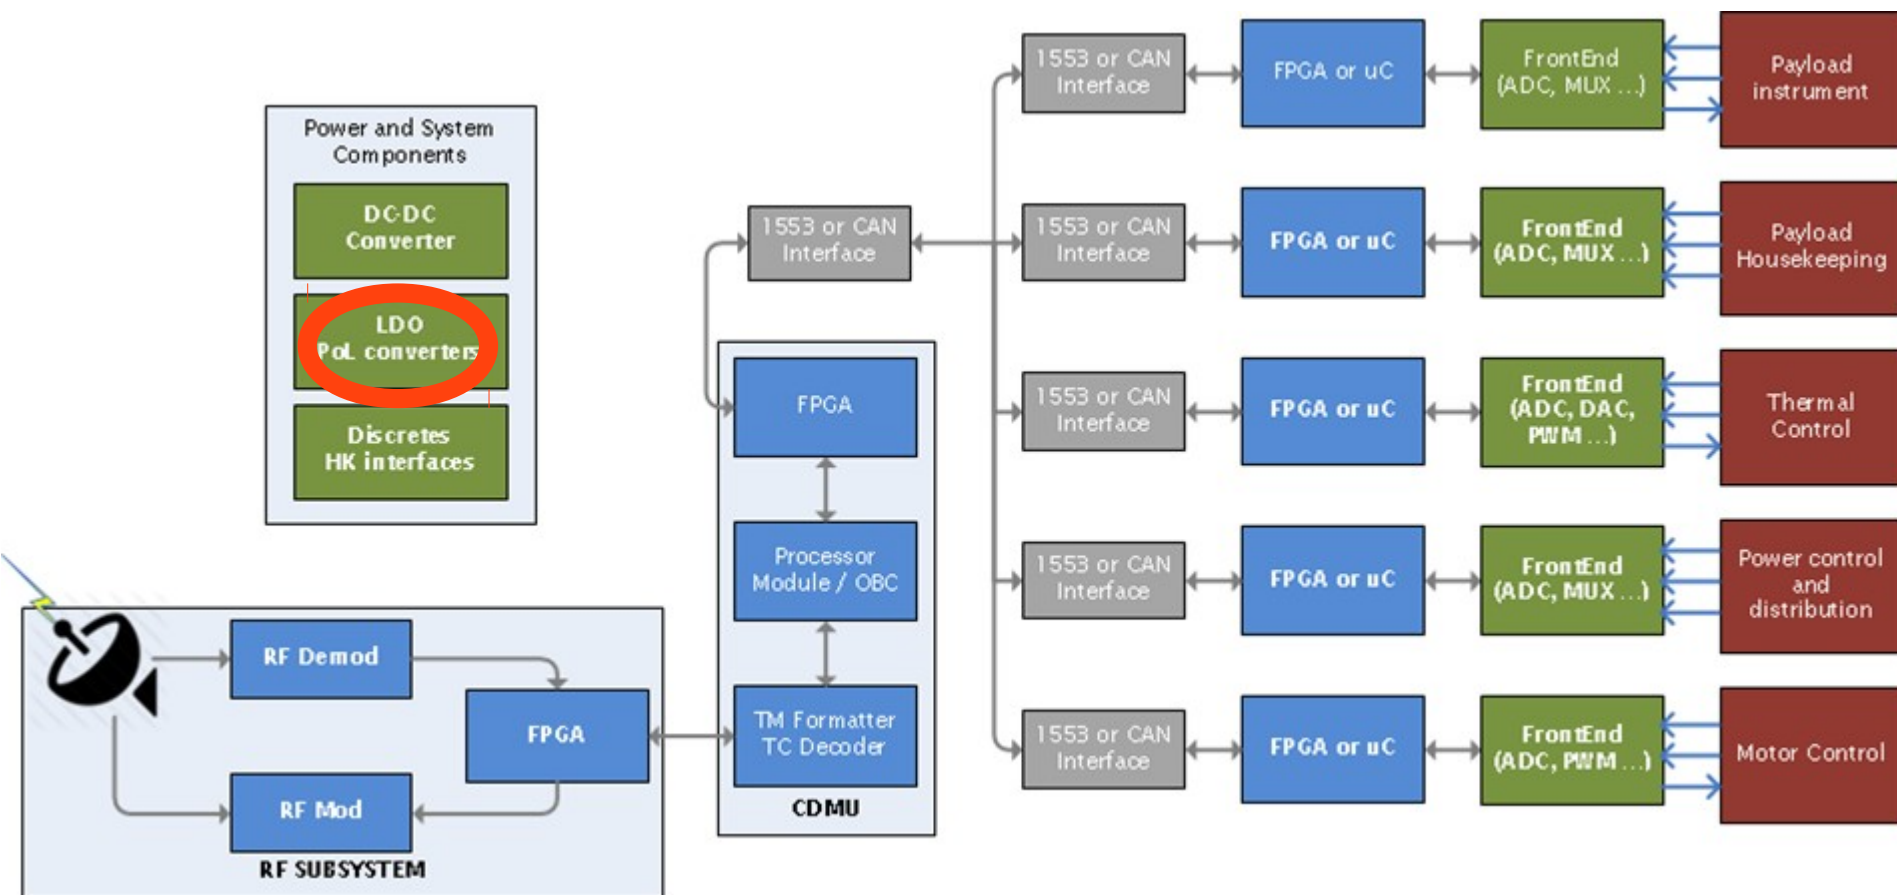 Power and System
Components
DC-DC
Converter
LDO
PoL converters
Discretes
HK interfaces
RF Demod
FPGA
RF Mod
RF SUBSYSTEM
1553 or CAN
Interface
FPGA
Processor
Module / OBC
TM Formatter
TC Decoder
CDMU
1553 or CAN
Interface
FPGA or uC
FrontEnd
(ADC, MUX ...)
Payload
instrument
1553 or CAN
Interface
FPGA or uC
FrontEnd
(ADC, MUX ...)
Payload
Housekeeping
1553 or CAN
Interface
FPGA or uC
FrontEnd
(ADC, DAC,
PWM ...)
Thermal
Control
1553 or CAN
Interface
FPGA or uC
FrontEnd
(ADC, MUX ...)
Power control
and
distribution
1553 or CAN
Interface
FPGA or uC
FrontEnd
(ADC, PWM ...)
Motor Control